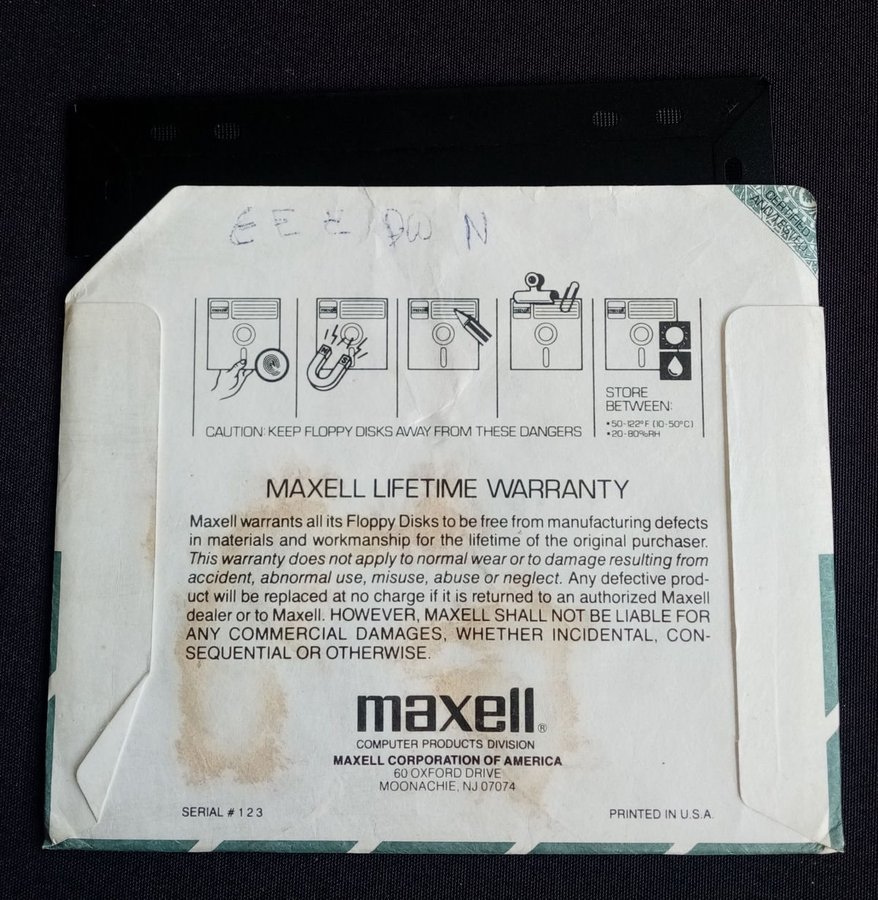 CAUTION: KEEP FLOPPY DISKS AWAY FROM THESE DANGERS
STORE
BETWEEN:
• 50-122°F (10-50°C)
• 20-80%RH
MAXELL LIFETIME WARRANTY
Maxell warrants all its Floppy Disks to be free from manufacturing defects
in materials and workmanship for the lifetime of the original purchaser.
This warranty does not apply to normal wear or to damage resulting from
accident, abnormal use, misuse, abuse or neglect. Any defective prod-
uct will be replaced at no charge if it is returned to an authorized Maxell
dealer or to Maxell. HOWEVER, MAXELL SHALL NOT BE LIABLE FOR
ANY COMMERCIAL DAMAGES, WHETHER INCIDENTAL, CON-
SEQUENTIAL OR OTHERWISE.
maxell®
COMPUTER PRODUCTS DIVISION
MAXELL CORPORATION OF AMERICA
60 OXFORD DRIVE
MOONACHIE, NJ 07074
SERIAL # 1 2 3
PRINTED IN U.S.A.